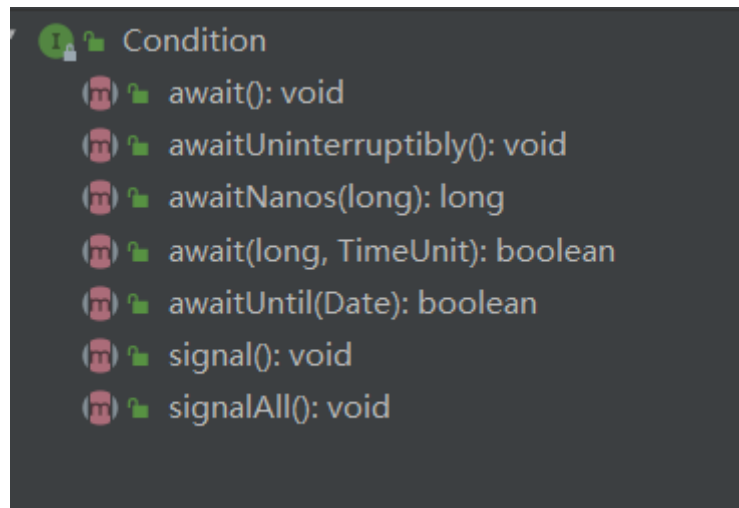 Condition
await(): void
awaitUninterruptibly(): void
awaitNanos(long): long
await(long, TimeUnit): boolean
awaitUntil(Date): boolean
signal(): void
signalAll(): void